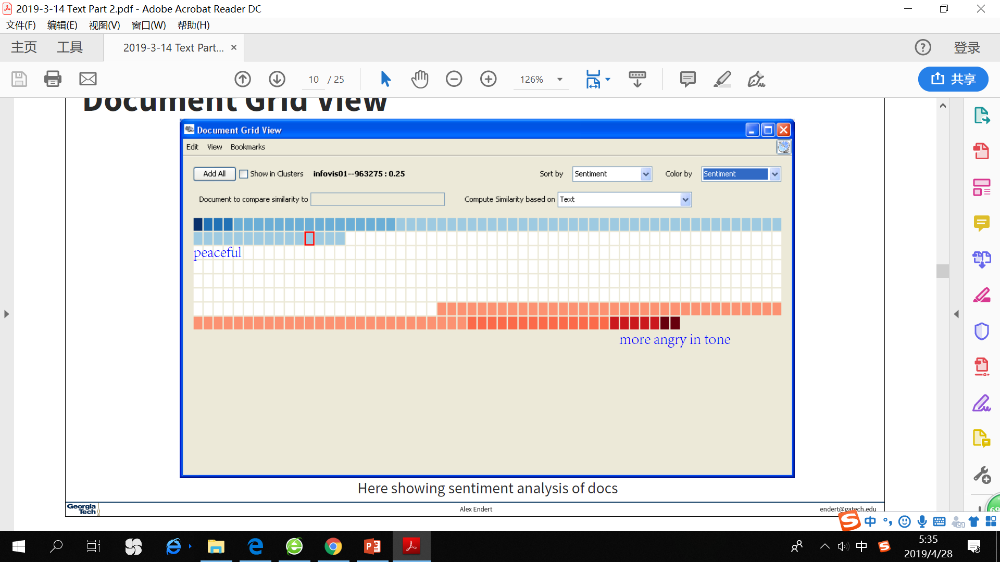 2019-3-14 Text Part 2.pdf - Adobe Acrobat Reader DC
文件(F) 编辑(E) 视图(V) 窗口(W) 帮助(H)
主页 工具 2019-3-14 Text Part... × 登录
10 / 25 126% 共享
Document Grid View
Document Grid View
Edit View Bookmarks
Add All Show in Clusters infovis01--963275 : 0.25 Sort by Sentiment Color by Sentiment
Document to compare similarity to Compute Similarity based on Text
peaceful
more angry in tone
Here showing sentiment analysis of docs
Georgia
Tech
Alex Endert endert@gatech.edu
中
中 5:35
2019/4/28